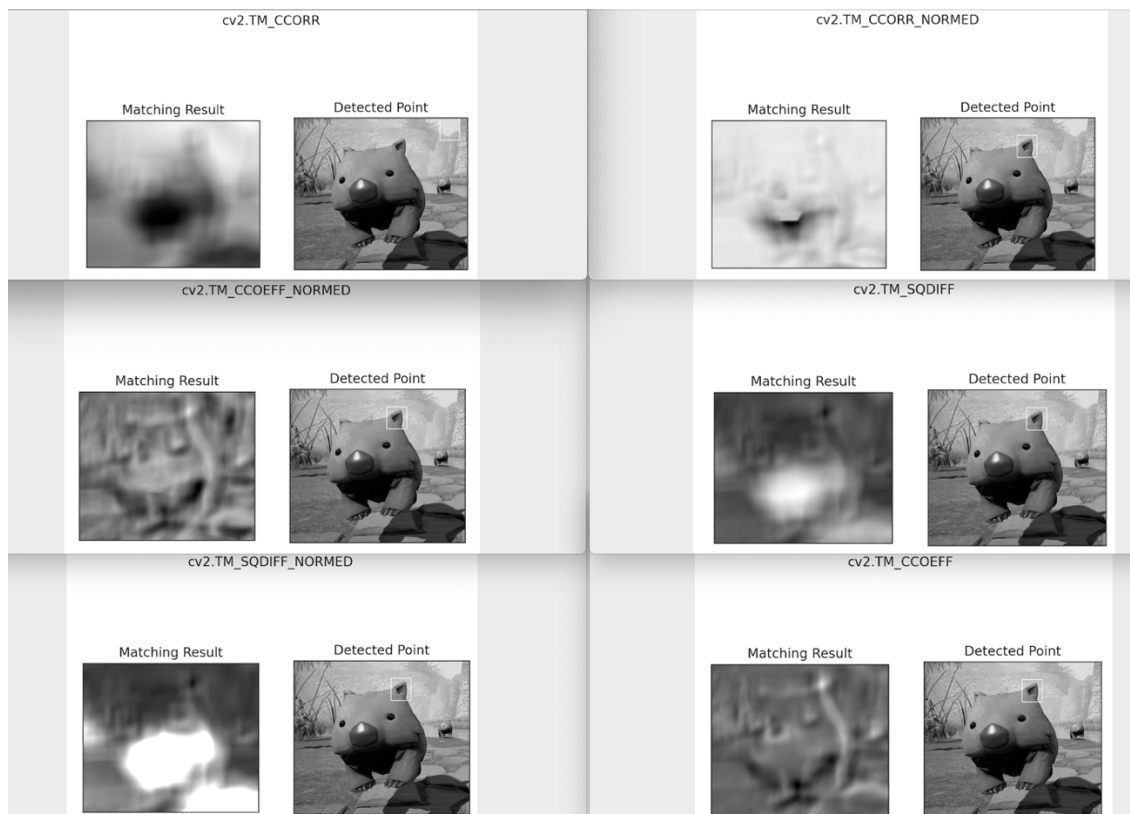 cv2.TM_CCORR
Matching Result
Detected Point
cv2.TM_CCORR_NORMED
Matching Result
Detected Point
cv2.TM_CCOEFF_NORMED
Matching Result
Detected Point
cv2.TM_SQDIFF
Matching Result
Detected Point
cv2.TM_SQDIFF_NORMED
Matching Result
Detected Point
cv2.TM_CCOEFF
Matching Result
Detected Point